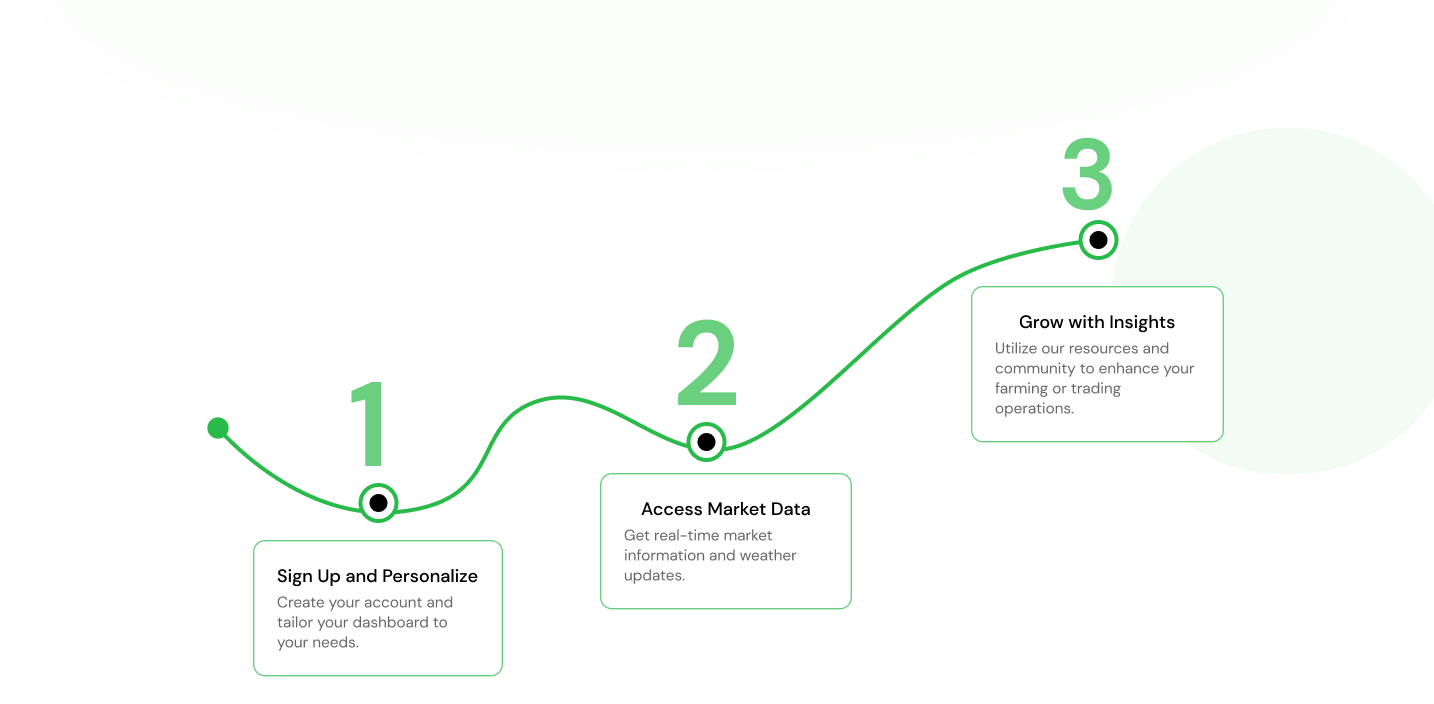 1
Sign Up and Personalize
Create your account and
tailor your dashboard to
your needs.
2
Access Market Data
Get real-time market
information and weather
updates.
3
Grow with Insights
Utilize our resources and
community to enhance your
farming or trading
operations.